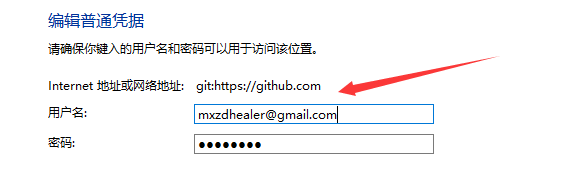 编辑普通凭据
请确保你键入的用户名和密码可以用于访问该位置。
Internet 地址或网络地址: git:https://github.com
用户名: mxzdhealer@gmail.com
密码: ●●●●●●●●